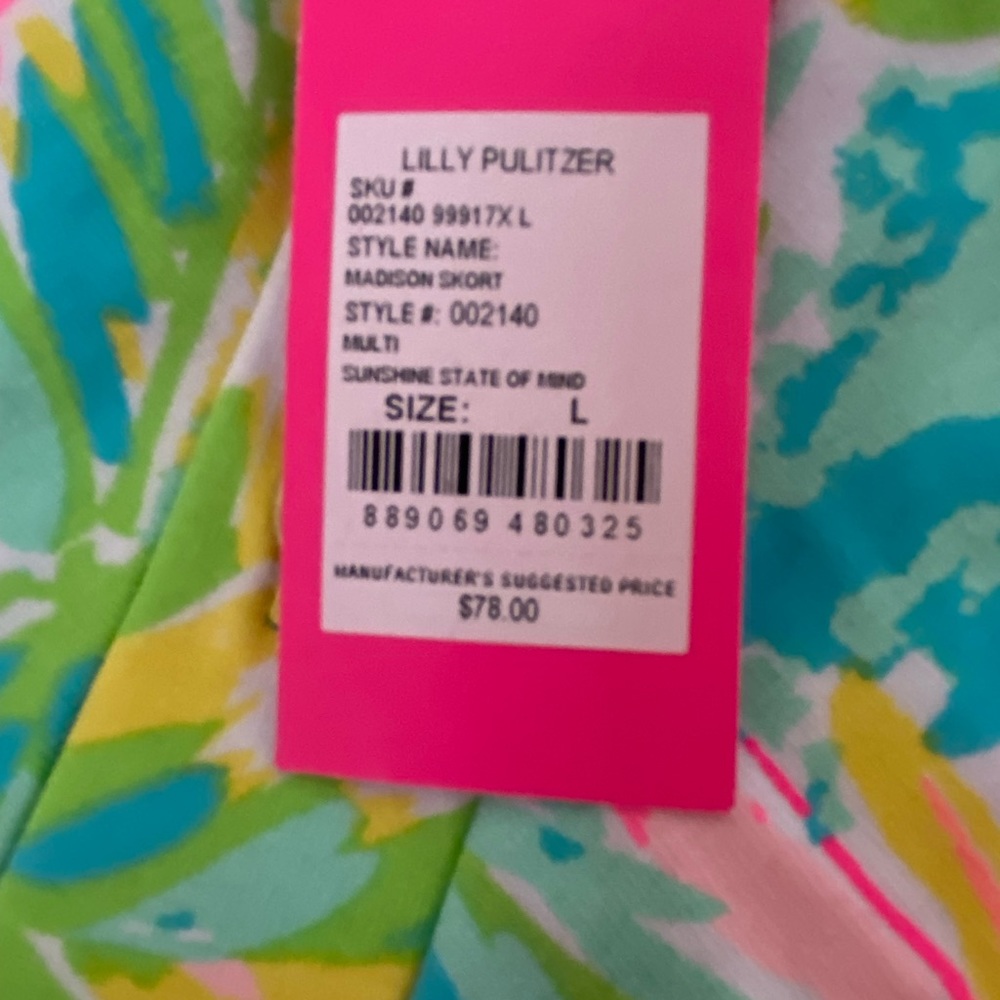 LILLY PULITZER
SKU #
002140 99917X L
STYLE NAME:
MADISON SKORT
STYLE #: 002140
MULTI
SUNSHINE STATE OF MIND
SIZE: L
889069 480325
MANUFACTURER'S SUGGESTED PRICE
$78.00